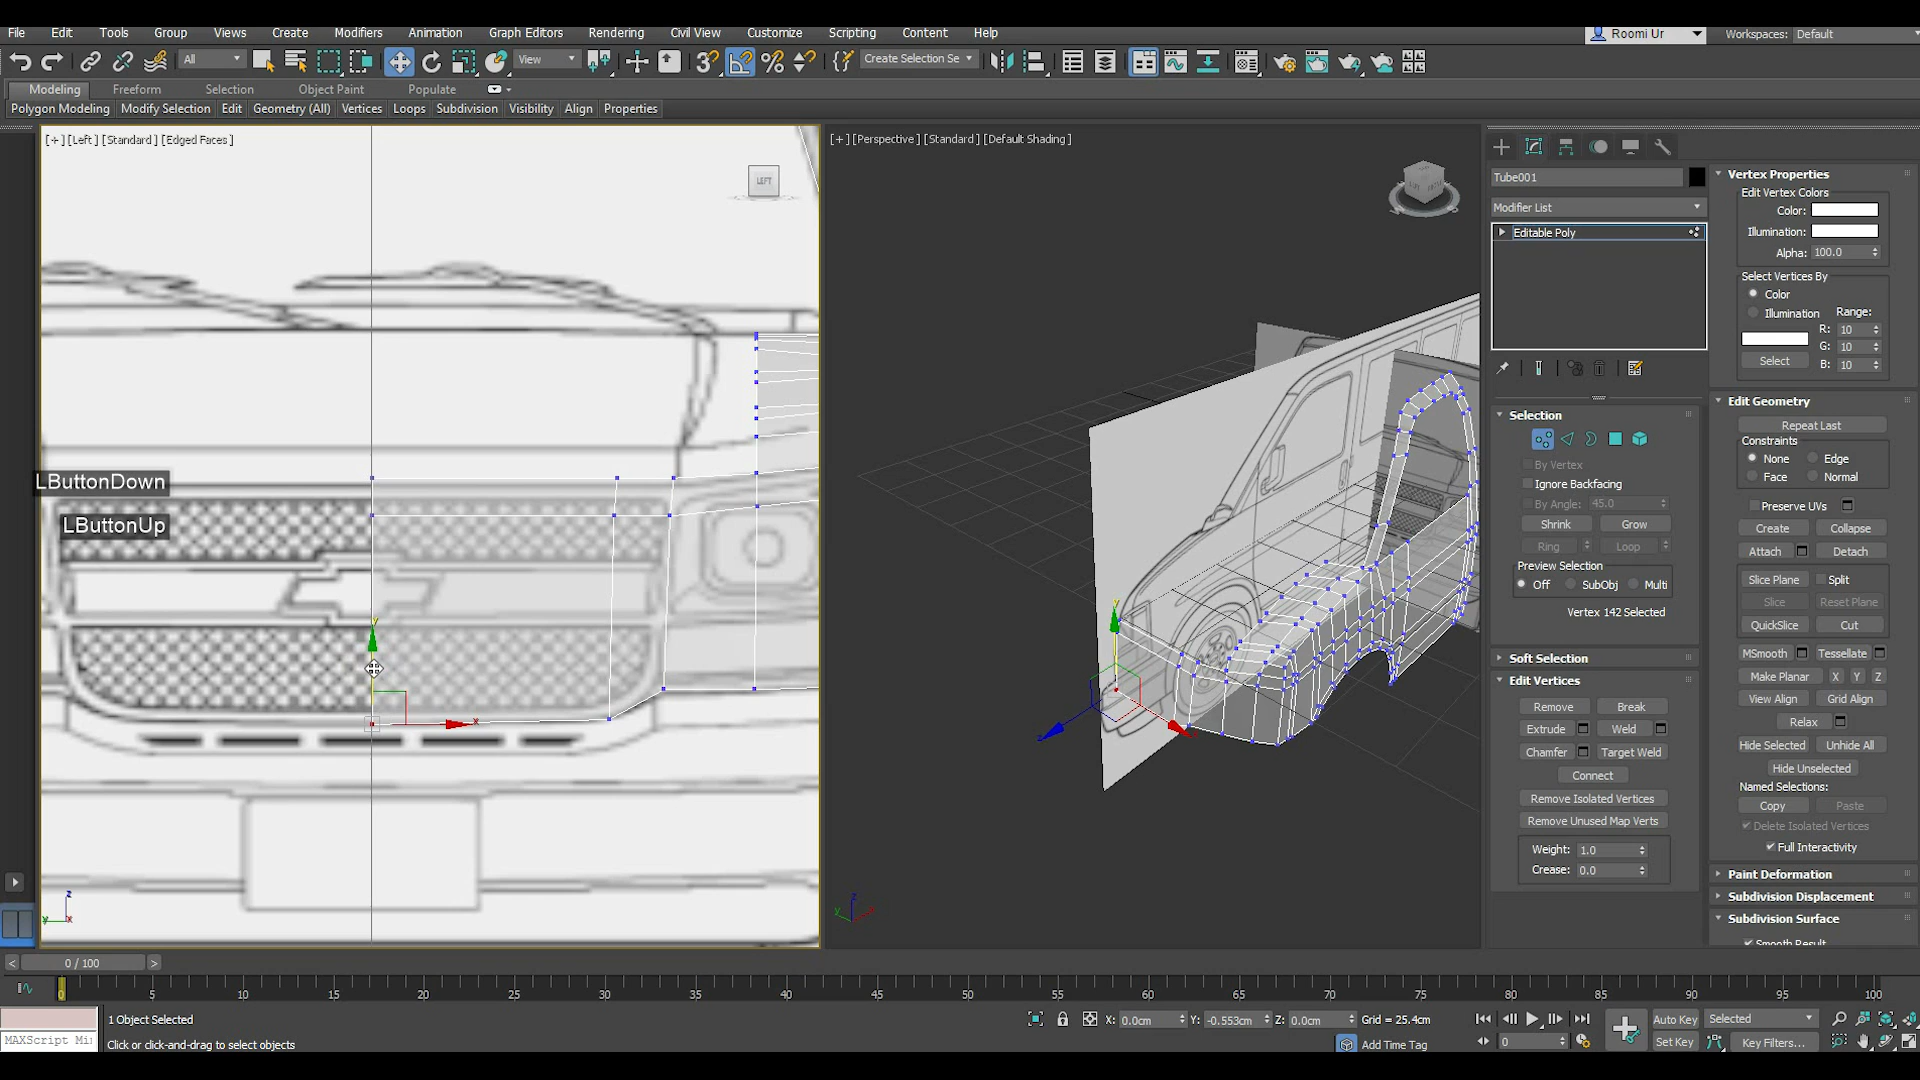 File Edit Tools Group Views Create Modifiers Animation Graph Editors Rendering Civil View Customize Scripting Content Help
Roomi Ur Workspaces: Default
All View Create Selection Se
Modeling Freeform Selection Object Paint Populate
Polygon Modeling Modify Selection Edit Geometry (All) Vertices Loops Subdivision Visibility Align Properties
[+] [Left] [Standard] [Edged Faces]
LEFT
LButtonDown
LButtonUp
y
x
z
y
x
[+] [Perspective] [Standard] [Default Shading]
Tube001
Modifier List
Editable Poly
Selection
By Vertex
Ignore Backfacing
By Angle: 45.0
Shrink Grow
Ring Loop
Preview Selection
Off SubObj Multi
Vertex 142 Selected
Soft Selection
Edit Vertices
Remove Break
Extrude Weld
Chamfer Target Weld
Connect
Remove Isolated Vertices
Remove Unused Map Verts
Weight: 1.0
Crease: 0.0
Vertex Properties
Edit Vertex Colors
Color:
Illumination:
Alpha: 100.0
Select Vertices By
Color
Illumination Range:
R: 10
G: 10
Select B: 10
Edit Geometry
Repeat Last
Constraints
None Edge
Face Normal
Preserve UVs
Create Collapse
Attach Detach
Slice Plane Split
Slice Reset Plane
QuickSlice Cut
MSmooth Tessellate
Make Planar X Y Z
View Align Grid Align
Relax
Hide Selected Unhide All
Hide Unselected
Named Selections:
Copy Paste
Delete Isolated Vertices
Full Interactivity
Paint Deformation
Subdivision Displacement
Subdivision Surface
Smooth Result
< 0 / 100 >
0 5 10 15 20 25 30 35 40 45 50 55 60 65 70 75 80 85 90 95 100
1 Object Selected
X: 0.0cm Y: -0.553cm Z: 0.0cm Grid = 25.4cm
Auto Key Selected
MAXScript Mi
Click or click-and-drag to select objects
Add Time Tag
0
Set Key Key Filters...